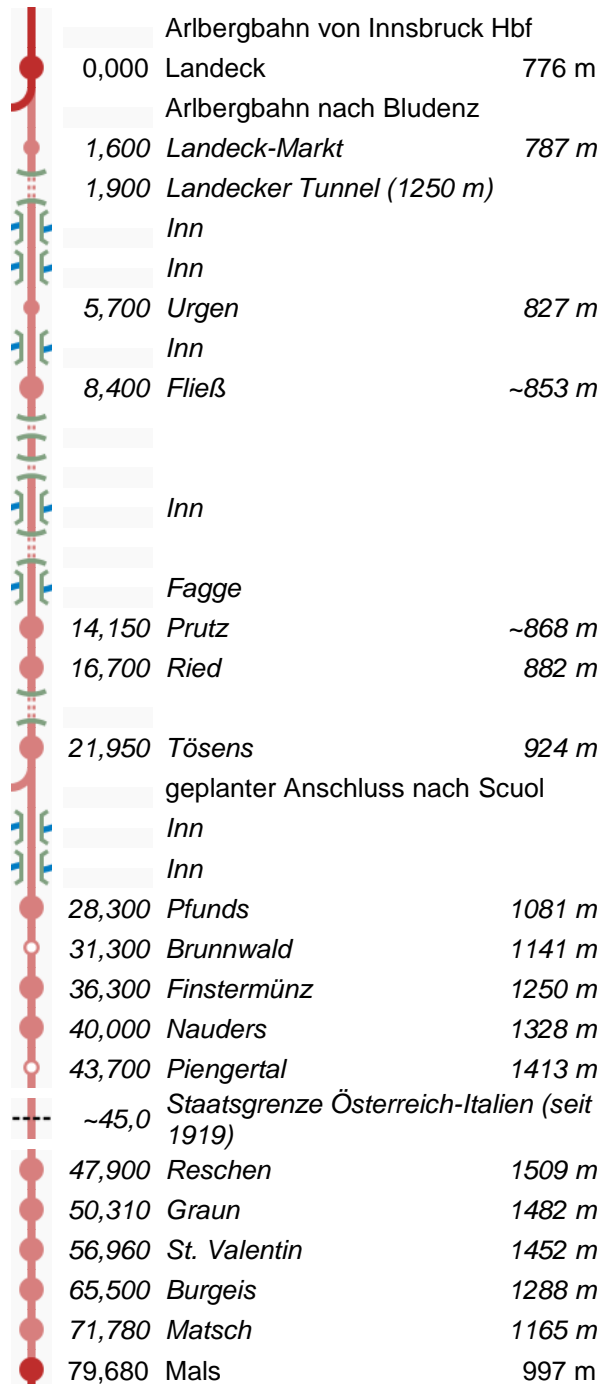 Arlbergbahn von Innsbruck Hbf
0,000 Landeck 776 m
Arlbergbahn nach Bludenz
1,600 Landeck-Markt 787 m
1,900 Landecker Tunnel (1250 m)
Inn
Inn
5,700 Urgen 827 m
Inn
8,400 Fließ ~853 m
Inn
Fagge
14,150 Prutz ~868 m
16,700 Ried 882 m
21,950 Tösens 924 m
geplanter Anschluss nach Scuol
Inn
Inn
28,300 Pfunds 1081 m
31,300 Brunnwald 1141 m
36,300 Finstermünz 1250 m
40,000 Nauders 1328 m
43,700 Piengertal 1413 m
~45,0 Staatsgrenze Österreich-Italien (seit
1919)
47,900 Reschen 1509 m
50,310 Graun 1482 m
56,960 St. Valentin 1452 m
65,500 Burgeis 1288 m
71,780 Matsch 1165 m
79,680 Mals 997 m